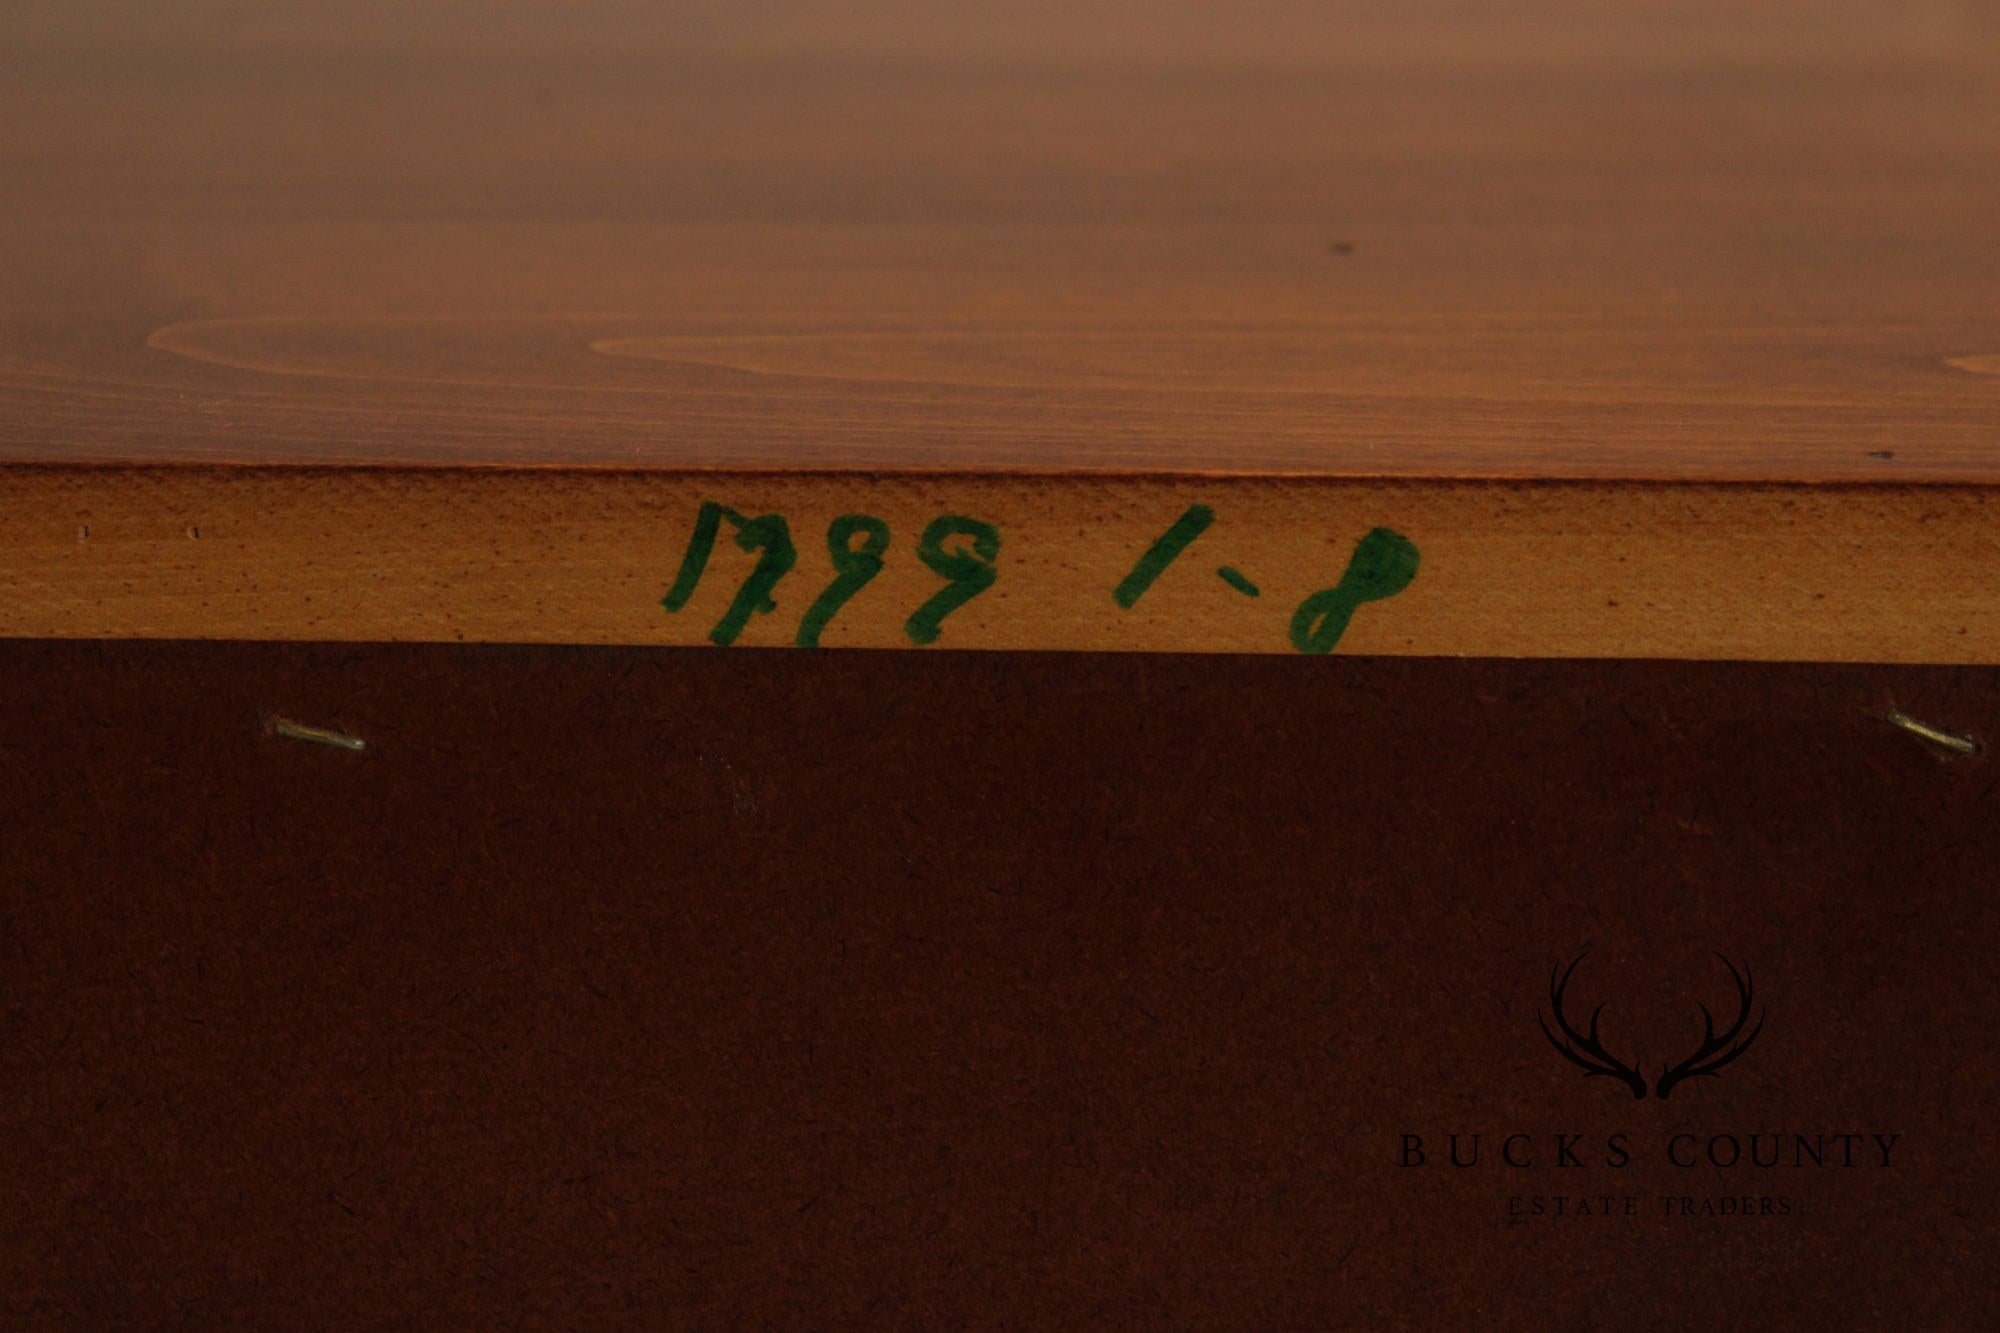 1799 1-8
BUCKS COUNTY
ESTATE TRADERS